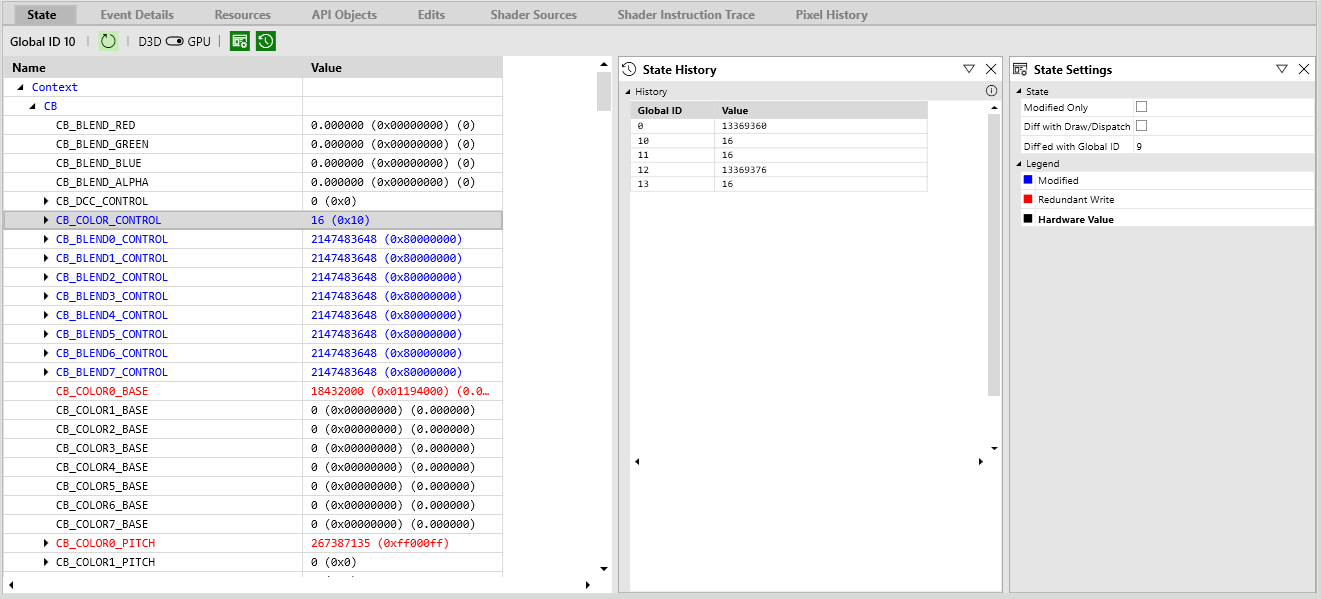 State Event Details Resources API Objects Edits Shader Sources Shader Instruction Trace Pixel History
Global ID 10 D3D GPU
Name Value
Context
CB
CB_BLEND_RED 0.000000 (0x00000000) (0)
CB_BLEND_GREEN 0.000000 (0x00000000) (0)
CB_BLEND_BLUE 0.000000 (0x00000000) (0)
CB_BLEND_ALPHA 0.000000 (0x00000000) (0)
CB_DCC_CONTROL 0 (0x0)
CB_COLOR_CONTROL 16 (0x10)
CB_BLEND0_CONTROL 2147483648 (0x80000000)
CB_BLEND1_CONTROL 2147483648 (0x80000000)
CB_BLEND2_CONTROL 2147483648 (0x80000000)
CB_BLEND3_CONTROL 2147483648 (0x80000000)
CB_BLEND4_CONTROL 2147483648 (0x80000000)
CB_BLEND5_CONTROL 2147483648 (0x80000000)
CB_BLEND6_CONTROL 2147483648 (0x80000000)
CB_BLEND7_CONTROL 2147483648 (0x80000000)
CB_COLOR0_BASE 18432000 (0x01194000) (0.0...
CB_COLOR1_BASE 0 (0x00000000) (0.000000)
CB_COLOR2_BASE 0 (0x00000000) (0.000000)
CB_COLOR3_BASE 0 (0x00000000) (0.000000)
CB_COLOR4_BASE 0 (0x00000000) (0.000000)
CB_COLOR5_BASE 0 (0x00000000) (0.000000)
CB_COLOR6_BASE 0 (0x00000000) (0.000000)
CB_COLOR7_BASE 0 (0x00000000) (0.000000)
CB_COLOR0_PITCH 267387135 (0xff000ff)
CB_COLOR1_PITCH 0 (0x0)
State History
History
Global ID Value
0 13369360
10 16
11 16
12 13369376
13 16
State Settings
State
Modified Only
Diff with Draw/Dispatch
Diff'ed with Global ID 9
Legend
Modified
Redundant Write
Hardware Value